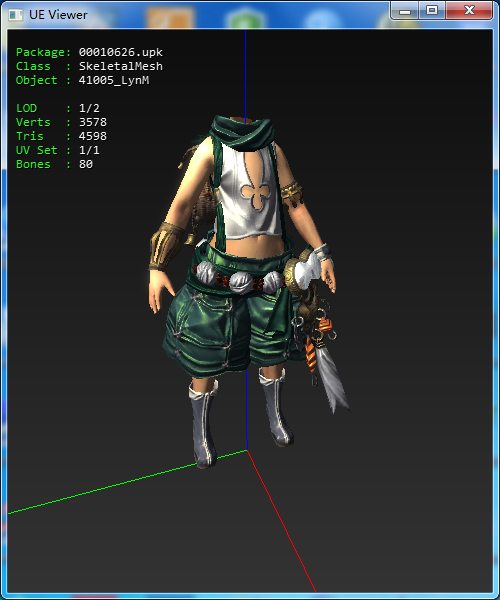 UE Viewer
Package: 00010626.upk
Class : SkeletalMesh
Object : 41005_LynM
LOD : 1/2
Verts : 3578
Tris : 4598
UV Set : 1/1
Bones : 80